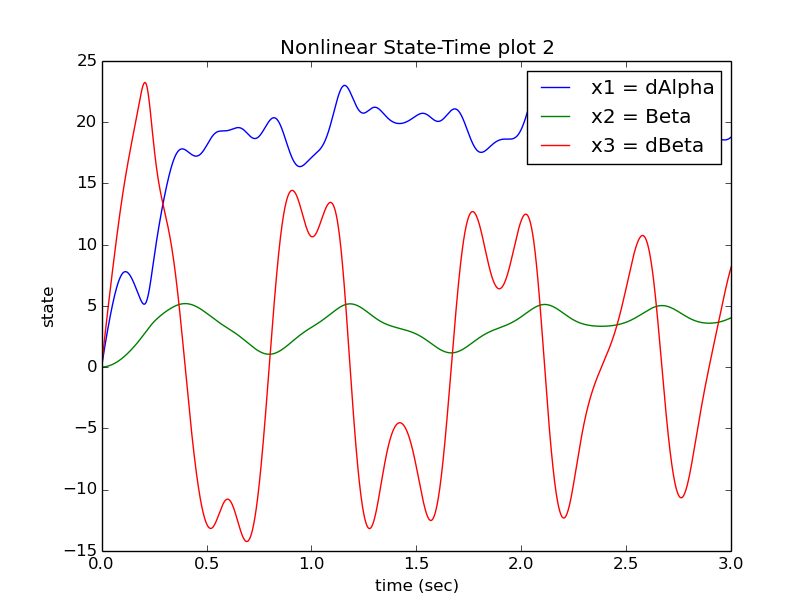 Nonlinear State-Time plot 2
25
20
15
10
5
0
−5
−10
−15
state
x1 = dAlpha
x2 = Beta
x3 = dBeta
0.0 0.5 1.0 1.5 2.0 2.5 3.0
time (sec)